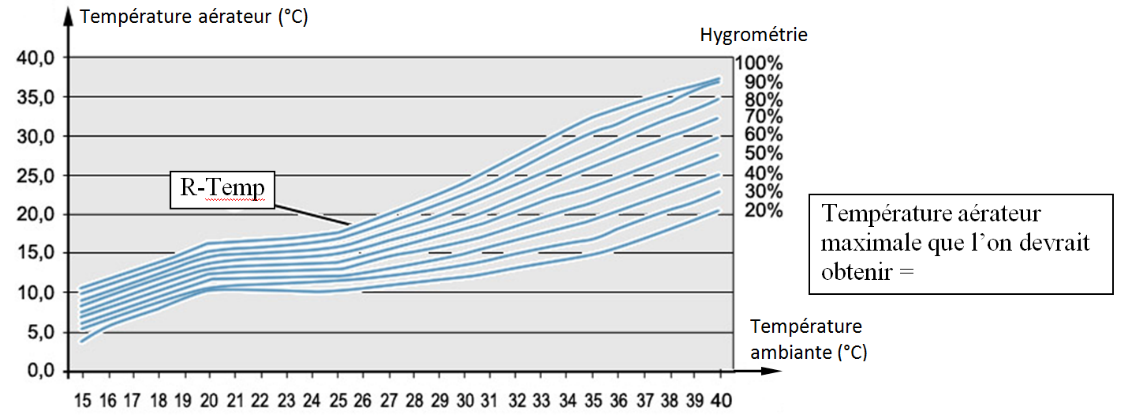 Température aérateur (°C)
Hygrométrie
40,0
35,0
30,0
25,0
20,0
15,0
10,0
5,0
0,0
100%
90%
80%
70%
60%
50%
40%
30%
20%
R-Temp
Température aérateur
maximale que l’on devrait
obtenir =
Température
ambiante (°C)
15 16 17 18 19 20 21 22 23 24 25 26 27 28 29 30 31 32 33 34 35 36 37 38 39 40